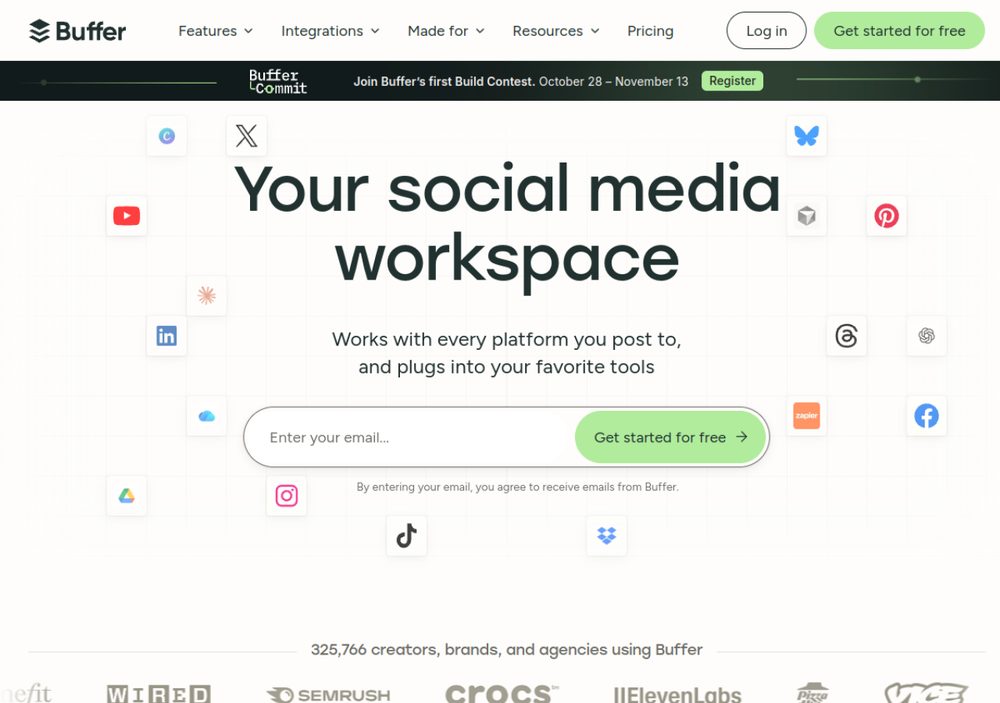 Buffer Features Integrations Made for Resources Pricing Log in Get started for free
Buffer Commit Join Buffer's first Build Contest. October 28 – November 13 Register
Your social media
workspace
Works with every platform you post to,
and plugs into your favorite tools
zapier
Enter your email... Get started for free →
By entering your email, you agree to receive emails from Buffer.
325,766 creators, brands, and agencies using Buffer
nefit WIRED SEMRUSH crocs IIElevenLabs Pizza VICE